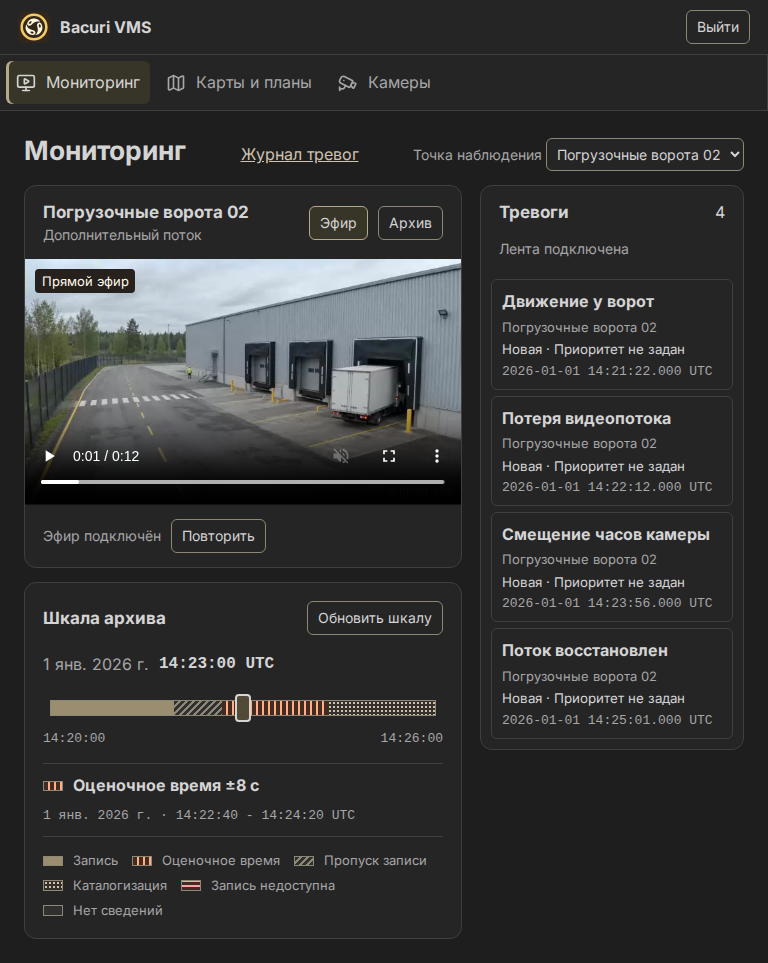 Bacuri VMS
Выйти
Мониторинг
Карты и планы
Камеры
Мониторинг
Журнал тревог
Точка наблюдения
Погрузочные ворота 02
Погрузочные ворота 02
Дополнительный поток
Эфир
Архив
Прямой эфир
0:01 / 0:12
Эфир подключён
Повторить
Шкала архива
Обновить шкалу
1 янв. 2026 г. 14:23:00 UTC
14:20:00
14:26:00
Оценочное время ±8 с
1 янв. 2026 г. · 14:22:40 - 14:24:20 UTC
Запись
Оценочное время
Пропуск записи
Каталогизация
Запись недоступна
Нет сведений
Тревоги
4
Лента подключена
Движение у ворот
Погрузочные ворота 02
Новая · Приоритет не задан
2026-01-01 14:21:22.000 UTC
Потеря видеопотока
Погрузочные ворота 02
Новая · Приоритет не задан
2026-01-01 14:22:12.000 UTC
Смещение часов камеры
Погрузочные ворота 02
Новая · Приоритет не задан
2026-01-01 14:23:56.000 UTC
Поток восстановлен
Погрузочные ворота 02
Новая · Приоритет не задан
2026-01-01 14:25:01.000 UTC